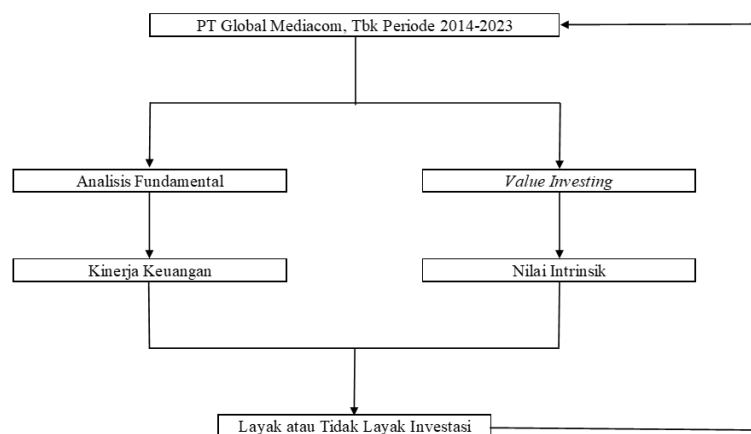 PT Global Mediacom, Tbk Periode 2014-2023
Analisis Fundamental
Value Investing
Kinerja Keuangan
Nilai Intrinsik
Layak atau Tidak Layak Investasi